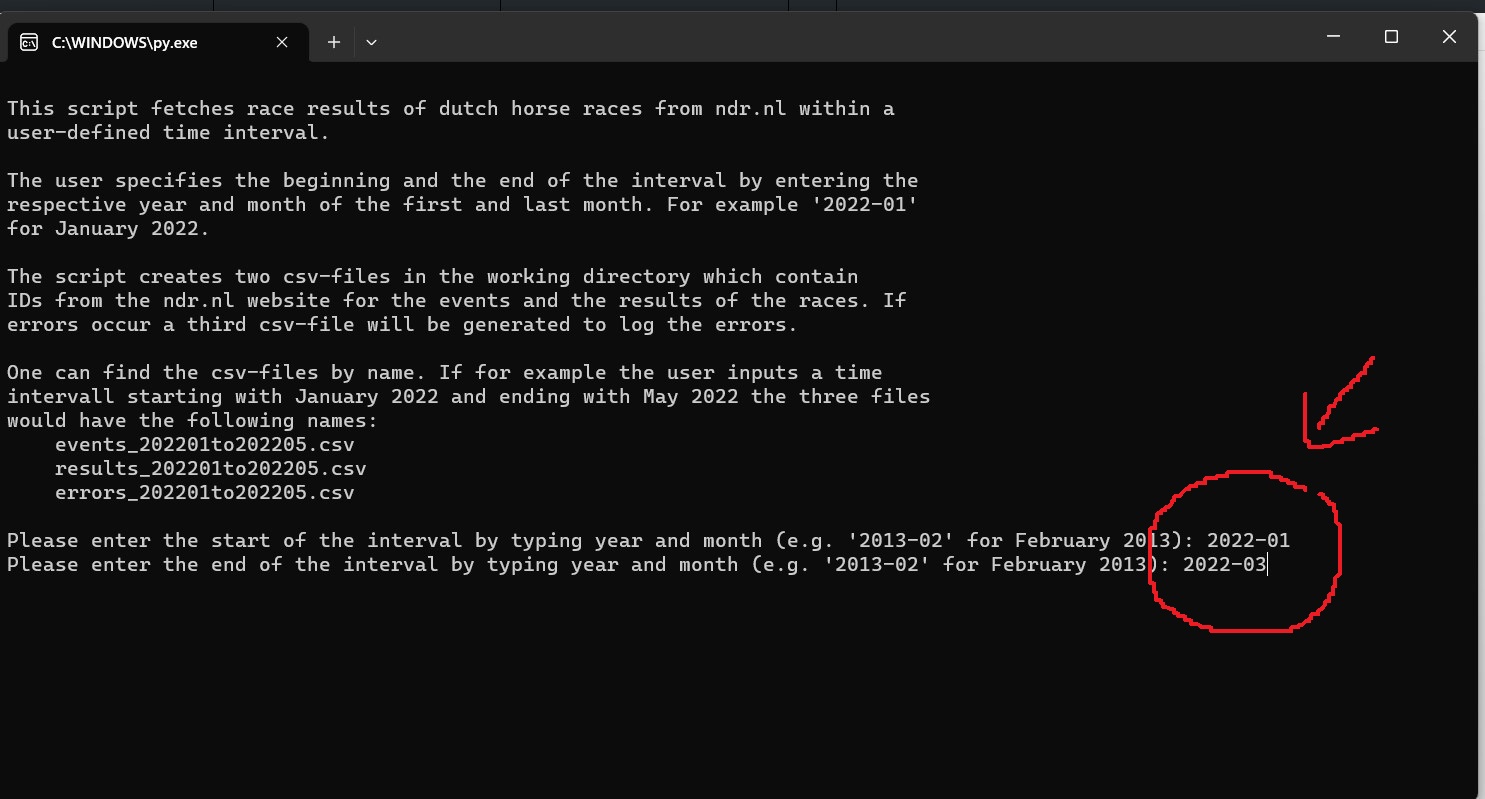 C:\WINDOWS\py.exe
This script fetches race results of dutch horse races from ndr.nl within a
user-defined time interval.
The user specifies the beginning and the end of the interval by entering the
respective year and month of the first and last month. For example '2022-01'
for January 2022.
The script creates two csv-files in the working directory which contain
IDs from the ndr.nl website for the events and the results of the races. If
errors occur a third csv-file will be generated to log the errors.
One can find the csv-files by name. If for example the user inputs a time
intervall starting with January 2022 and ending with May 2022 the three files
would have the following names:
events_202201to202205.csv
results_202201to202205.csv
errors_202201to202205.csv
Please enter the start of the interval by typing year and month (e.g. '2013-02' for February 2013): 2022-01
Please enter the end of the interval by typing year and month (e.g. '2013-02' for February 2013): 2022-03